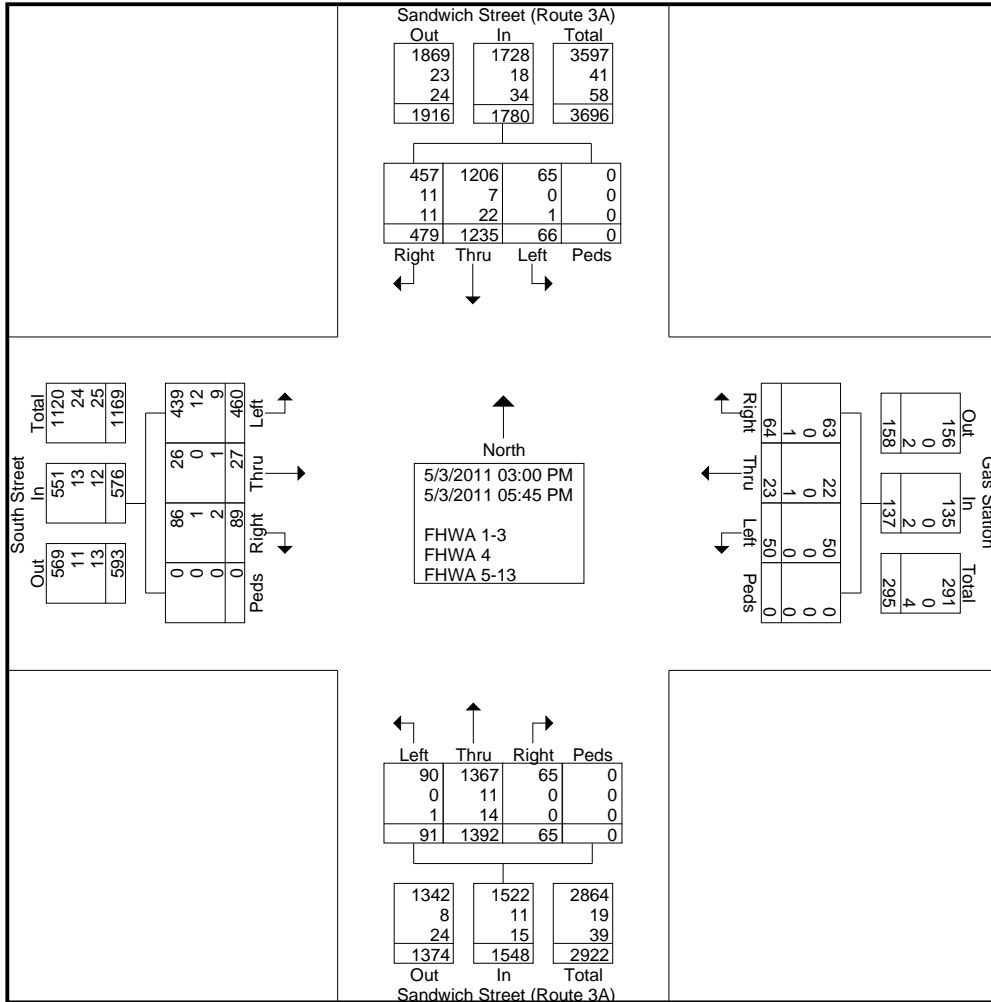 Sandwich Street (Route 3A)
Out In Total
1869 1728 3597
23 18 41
24 34 58
1916 1780 3696
457 1206 65 0
11 7 0 0
11 22 1 0
479 1235 66 0
Right Thru Left Peds
South Street
Total In Out
1120 551 569
24 13 11
25 12 13
1169 576 593
439 26 86 0
12 0 1 0
9 1 2 0
460 27 89 0
Left Thru Right Peds
North
5/3/2011 03:00 PM
5/3/2011 05:45 PM
FHWA 1-3
FHWA 4
FHWA 5-13
Right Thru Left Peds
64 23 50 0
1 1 0 0
0 0 0 0
63 22 50 0
Out In Total
158 137 295
2 2 4
0 0 0
156 135 291
Gas Station
Left Thru Right Peds
90 1367 65 0
0 11 0 0
1 14 0 0
91 1392 65 0
1342 1522 2864
8 11 19
24 15 39
1374 1548 2922
Out In Total
Sandwich Street (Route 3A)